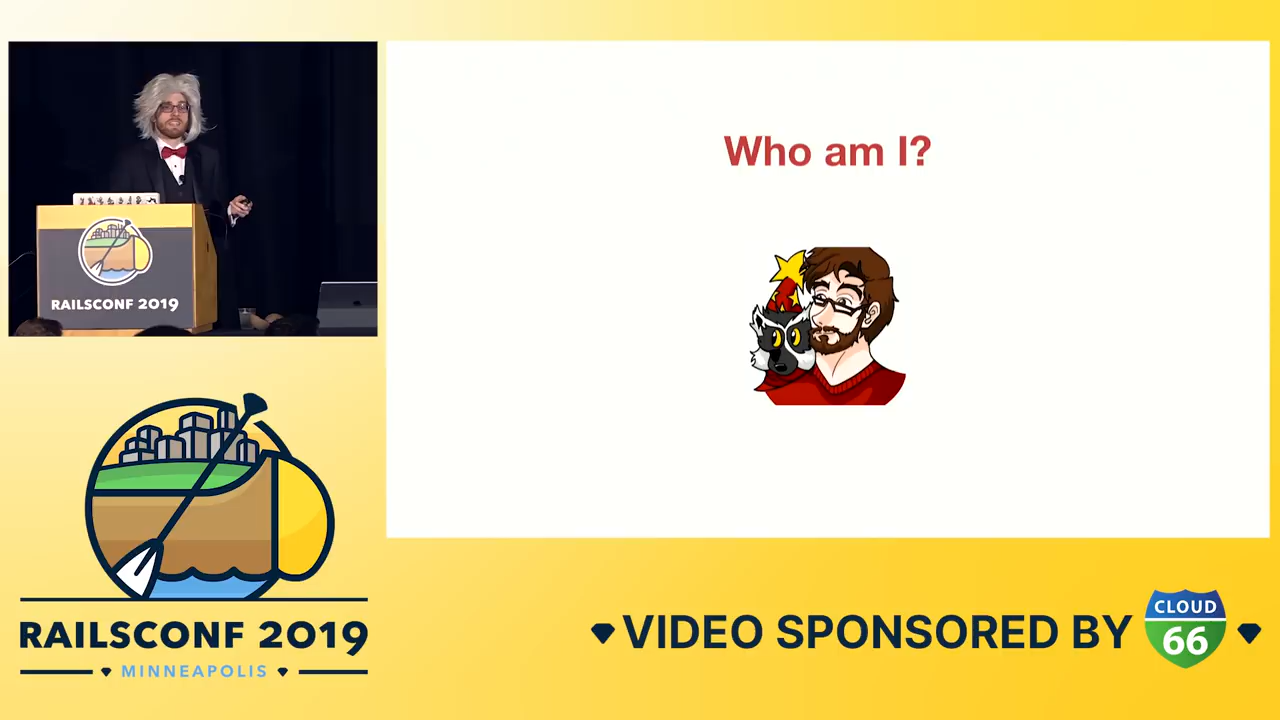 Who am I?
RAILSCONF 2019
RAILSCONF 2019
MINNEAPOLIS
VIDEO SPONSORED BY
CLOUD
66